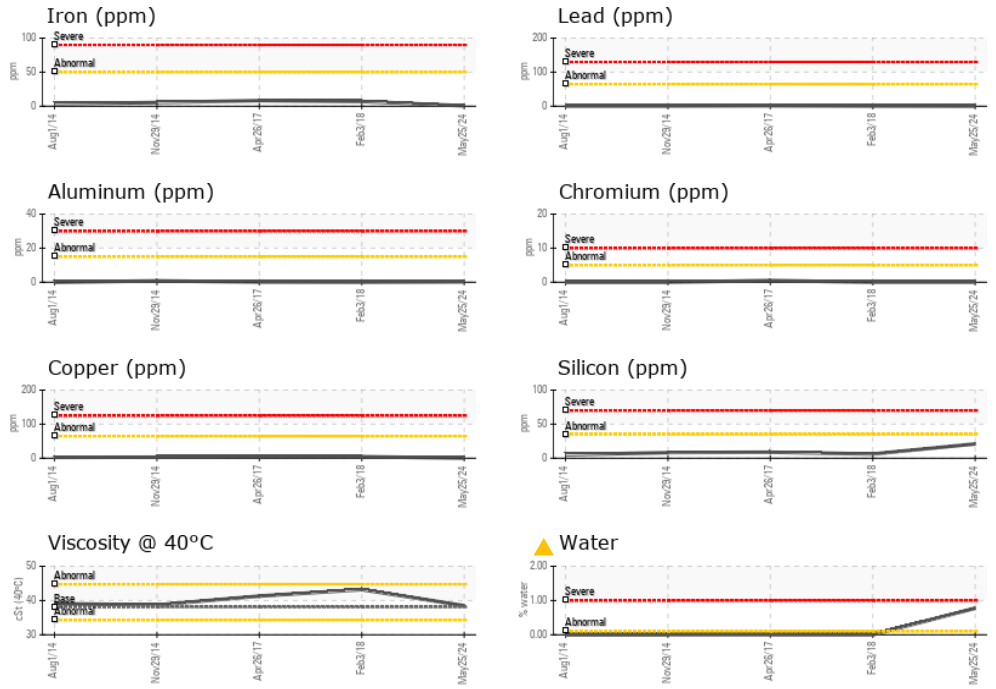 Iron (ppm)
Lead (ppm)
100
Severe
50
Abnormal
0
ppm
Aug1/14
Nov29/14
Apr26/17
Feb3/18
May25/24
200
Severe
100
Abnormal
0
ppm
Aug1/14
Nov29/14
Apr26/17
Feb3/18
May25/24
Aluminum (ppm)
Chromium (ppm)
40
Severe
20
Abnormal
0
ppm
Aug1/14
Nov29/14
Apr26/17
Feb3/18
May25/24
20
Severe
10
Abnormal
0
ppm
Aug1/14
Nov29/14
Apr26/17
Feb3/18
May25/24
Copper (ppm)
Silicon (ppm)
200
Severe
100
Abnormal
0
ppm
Aug1/14
Nov29/14
Apr26/17
Feb3/18
May25/24
100
Severe
50
Abnormal
0
ppm
Aug1/14
Nov29/14
Apr26/17
Feb3/18
May25/24
Viscosity @ 40°C
Water
50
Abnormal
40
Base
Abnormal
30
cSt (40°C)
Aug1/14
Nov29/14
Apr26/17
Feb3/18
May25/24
2.00
Severe
1.00
Abnormal
0.00
% water
Aug1/14
Nov29/14
Apr26/17
Feb3/18
May25/24